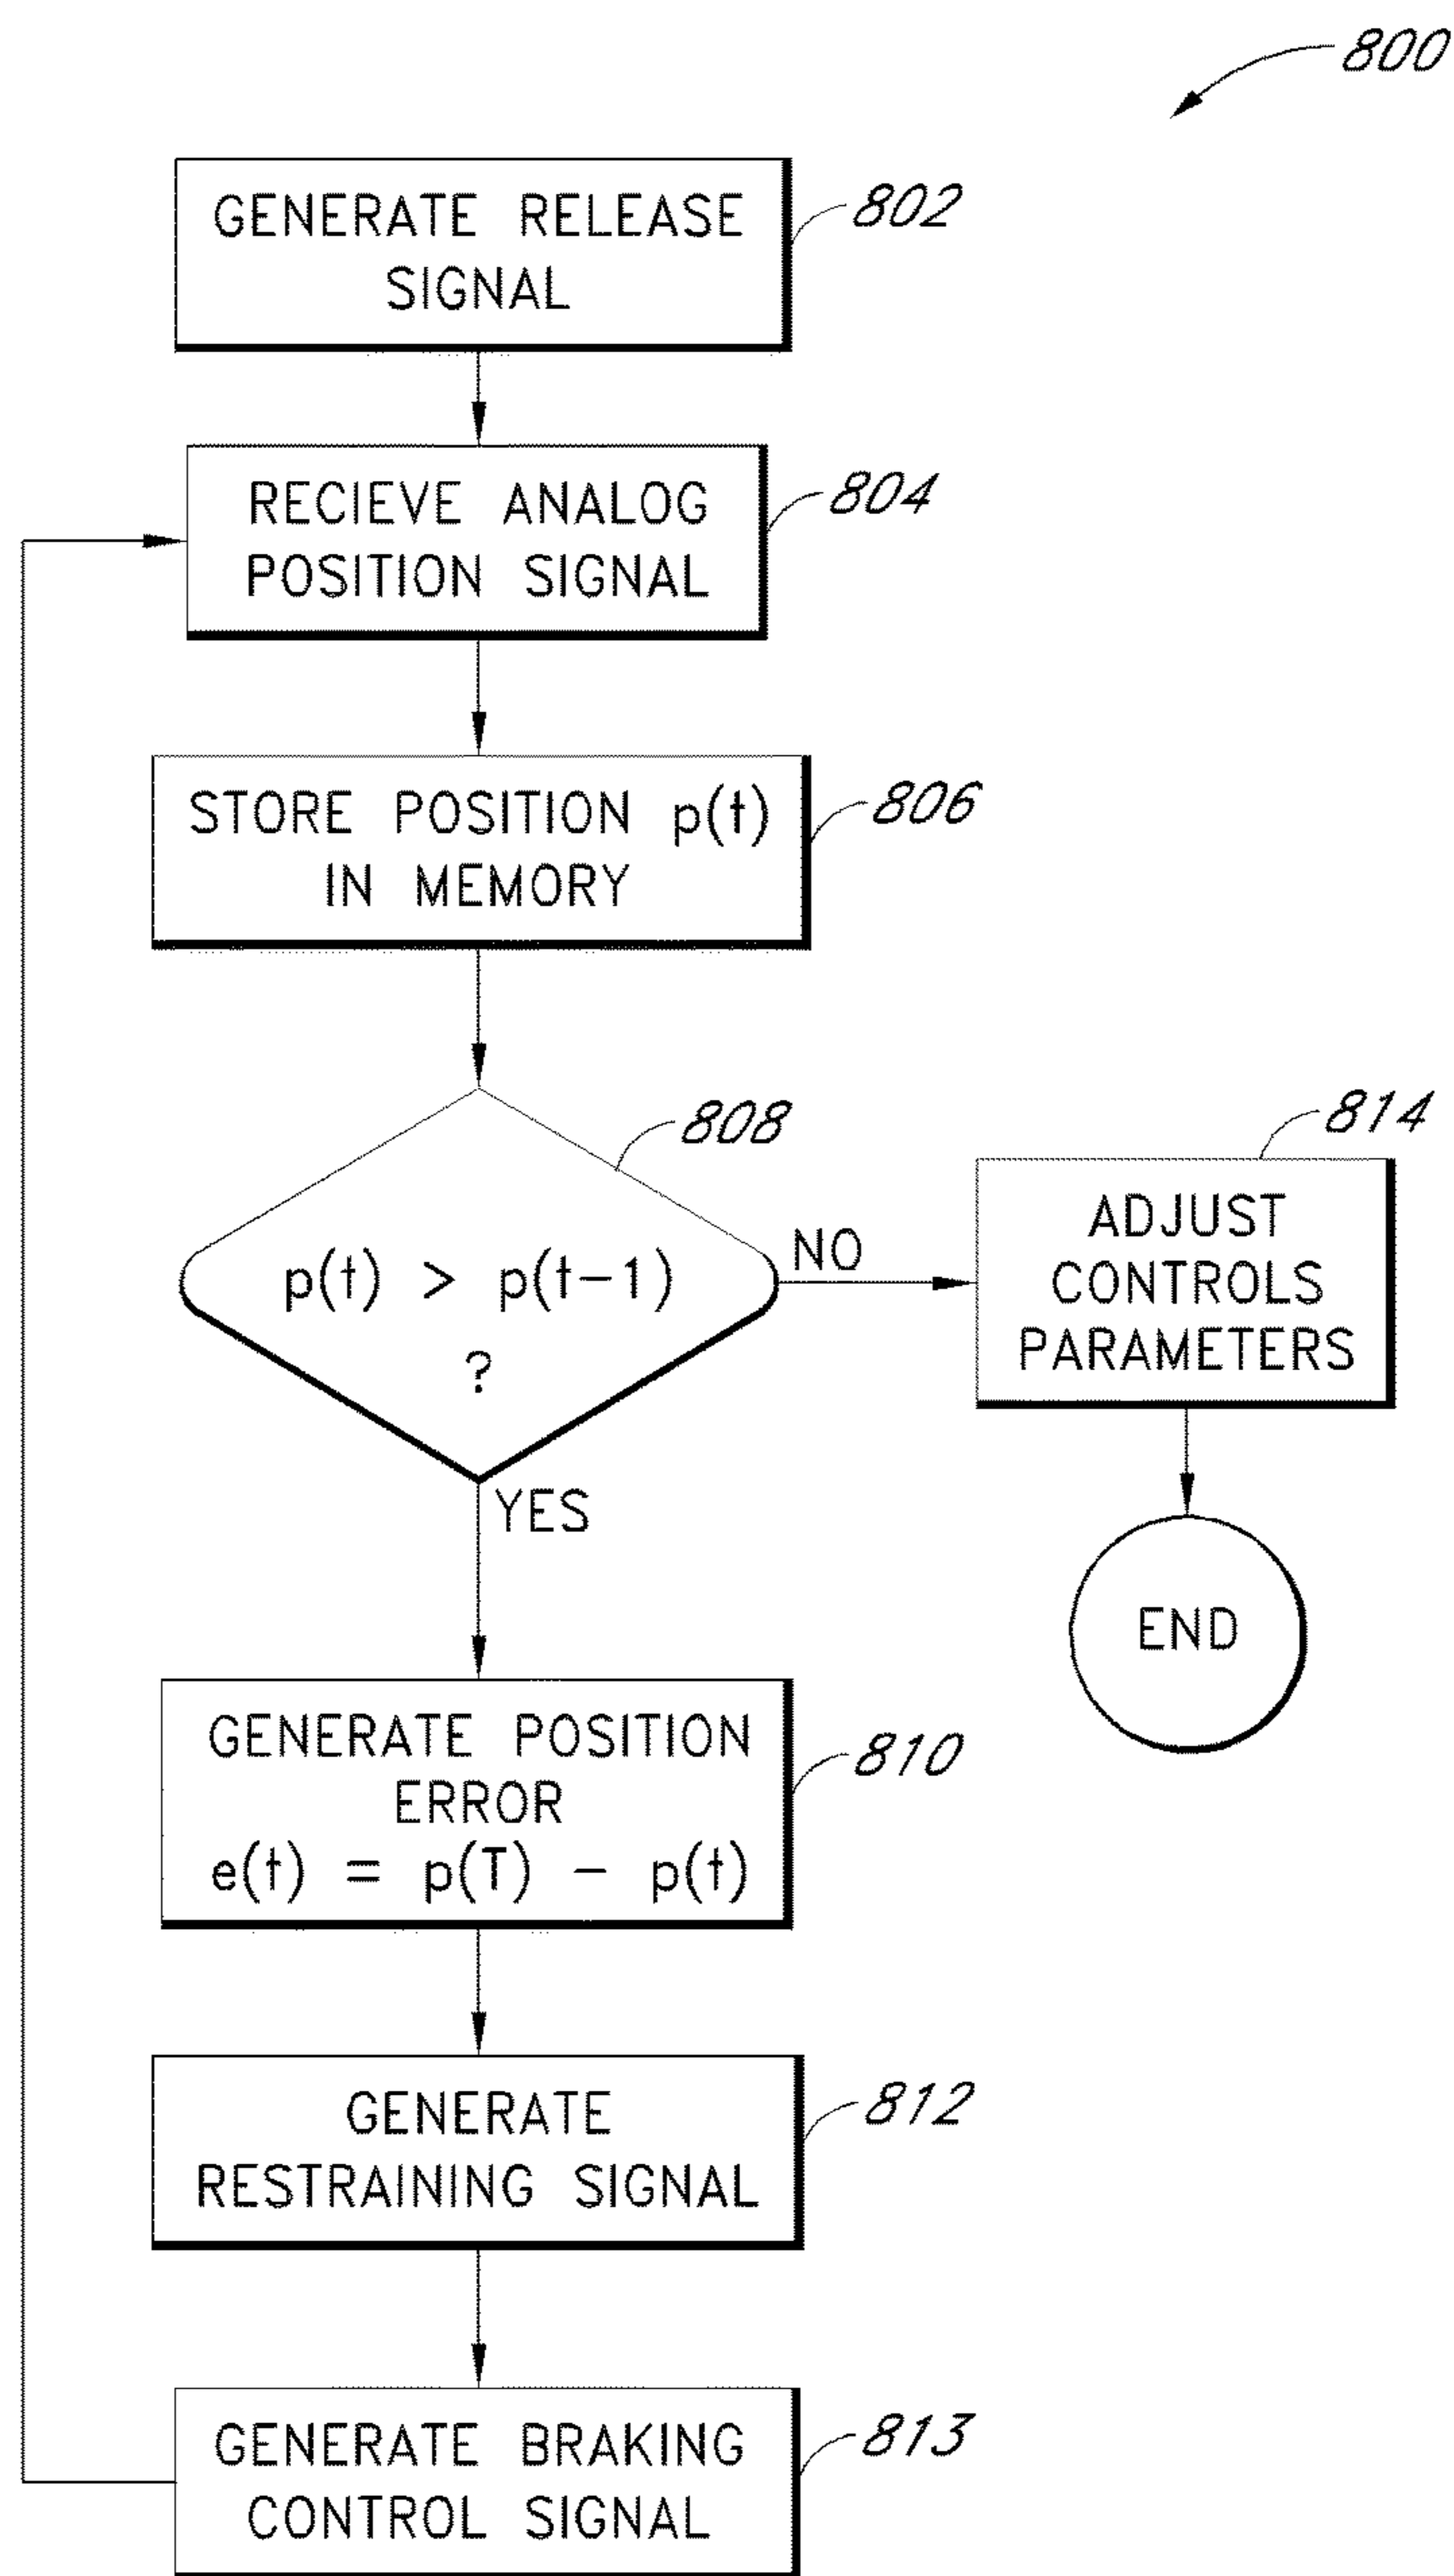 800
GENERATE RELEASE
SIGNAL
802
RECIEVE ANALOG
POSITION SIGNAL
804
STORE POSITION p(t)
IN MEMORY
806
808
p(t) > p(t-1)
?
NO
YES
814
ADJUST
CONTROLS
PARAMETERS
END
GENERATE POSITION
ERROR
e(t) = p(T) - p(t)
810
GENERATE
RESTRAINING SIGNAL
812
GENERATE BRAKING
CONTROL SIGNAL
813